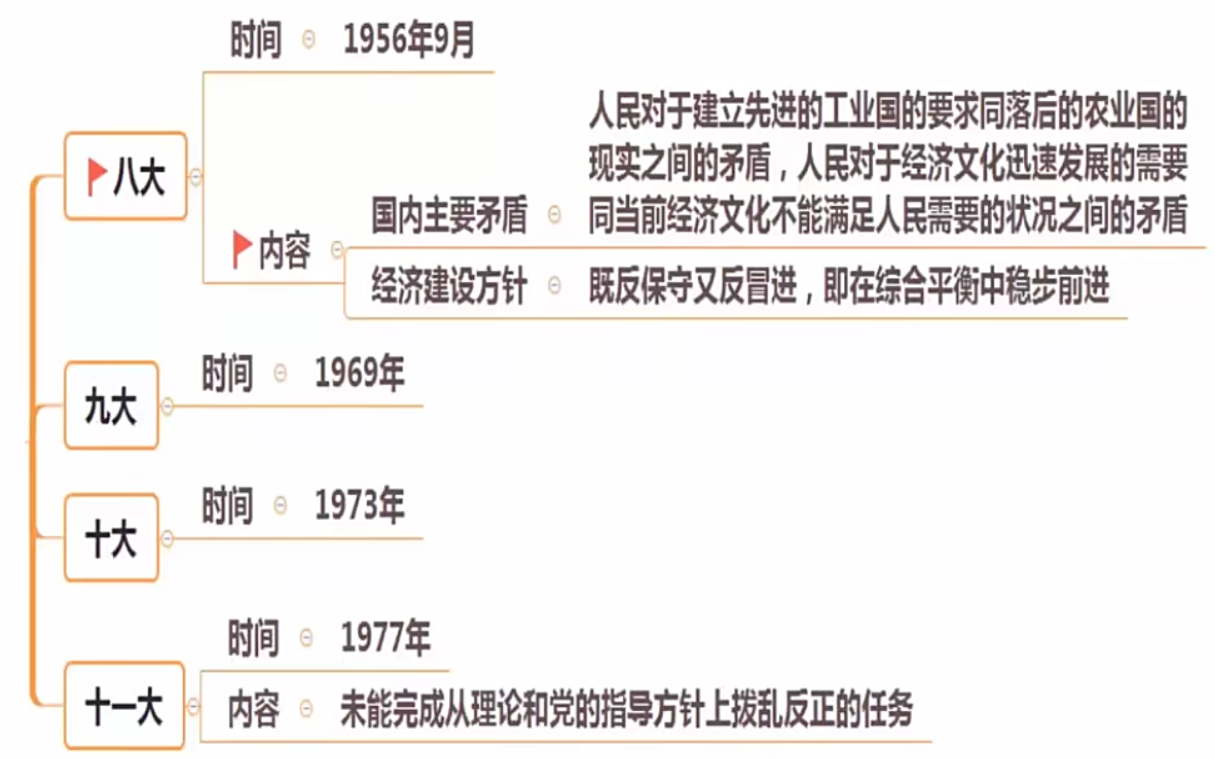 八大
时间
1956年9月
内容
国内主要矛盾
人民对于建立先进的工业国的要求同落后的农业国的
现实之间的矛盾，人民对于经济文化迅速发展的需要
同当前经济文化不能满足人民需要的状况之间的矛盾
经济建设方针
既反保守又反冒进，即在综合平衡中稳步前进
九大
时间
1969年
十大
时间
1973年
十一大
时间
1977年
内容
未能完成从理论和党的指导方针上拨乱反正的任务